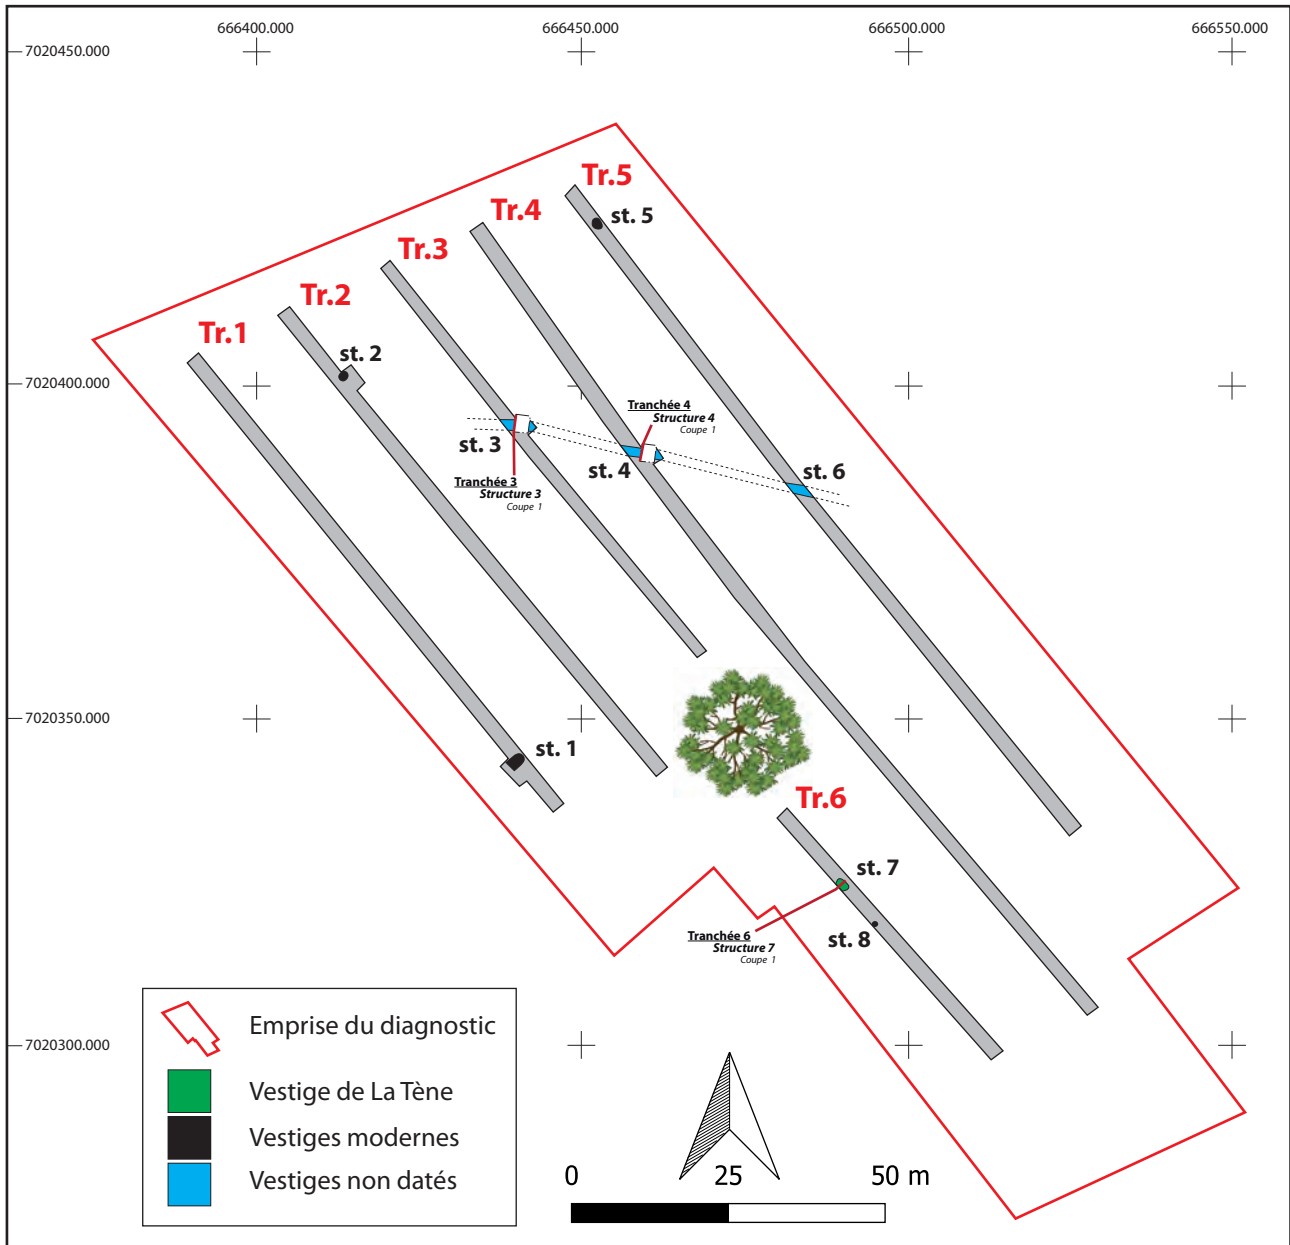 666400.000 666450.000 666500.000 666550.000
7020450.000
Tr.5
st. 5
Tr.4
Tr.3
Tr.2
Tr.1
st. 2
7020400.000
Tranchée 4
Structure 4
Coupe 1
st. 3
st. 4
st. 6
Tranchée 3
Structure 3
Coupe 1
7020350.000
st. 1
Tr.6
st. 7
Tranchée 6
Structure 7
Coupe 1
st. 8
7020300.000
Emprise du diagnostic
Vestige de La Tène
Vestiges modernes
Vestiges non datés
0 25 50 m